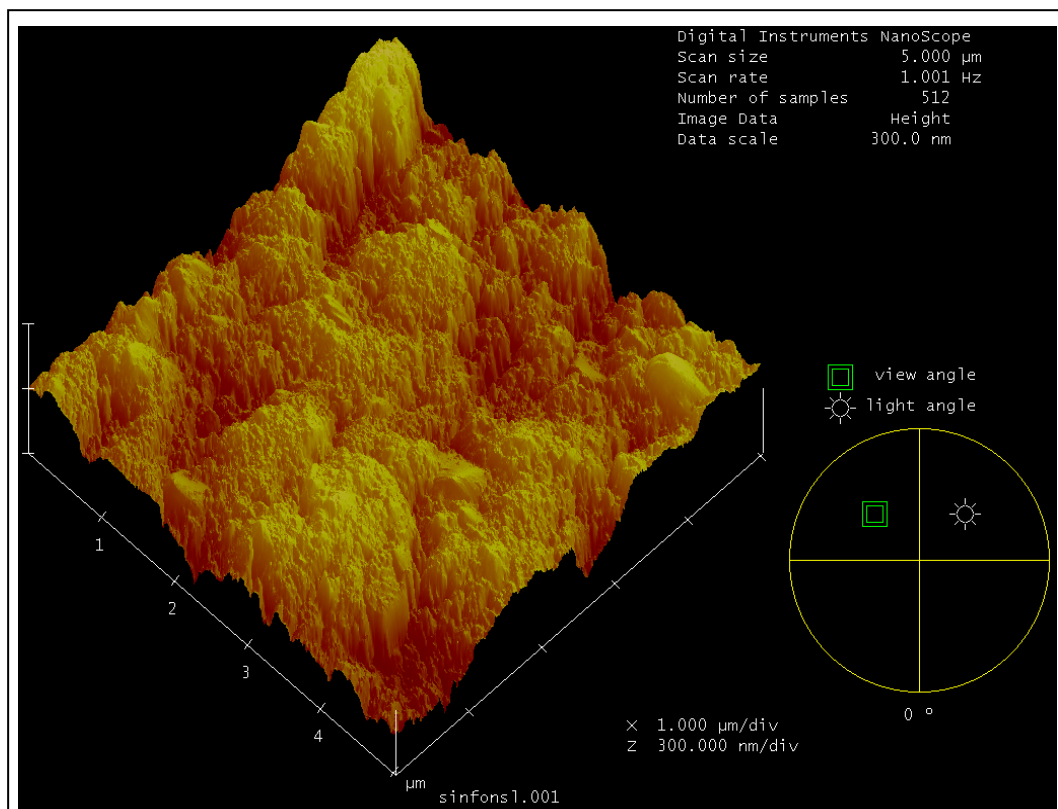 Digital Instruments NanoScope
Scan size 5.000 µm
Scan rate 1.001 Hz
Number of samples 512
Image Data Height
Data scale 300.0 nm
view angle
light angle
1
2
3
4
µm
0 º
X 1.000 µm/div
Z 300.000 nm/div
sinfons1.001